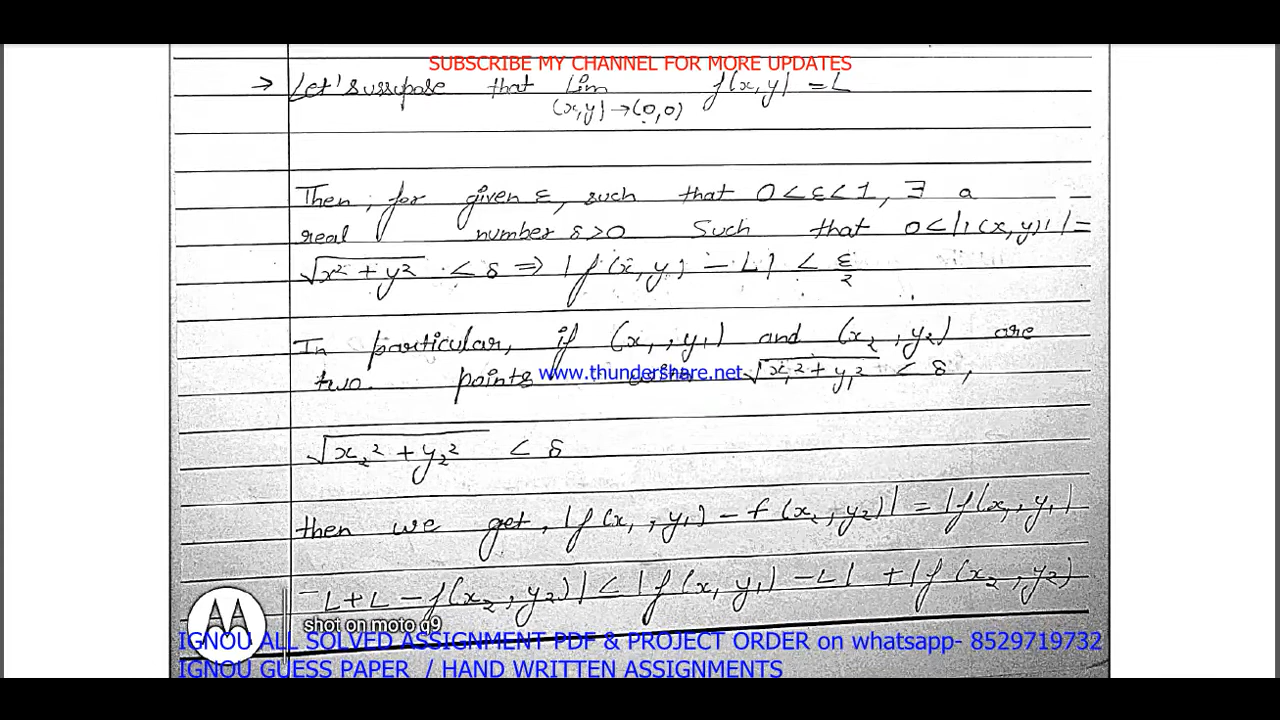 SUBSCRIBE MY CHANNEL FOR MORE UPDATES
→ Let's surrpose that lim f(x,y) = L
(x,y)→(0,0)
Then, for given ε, such that 0<ε<1, ∃ a
real number δ>0 Such that 0<||(x,y)|| =
√x² + y² < δ ⇒ |f(x,y) - L| < ε/2
In particular, if (x₁, y₁) and (x₂, y₂) are
two points √x₁² + y₁² < δ,
www.thundershare.net
√x₂² + y₂² < δ
then we get, |f(x₁, y₁) - f(x₂, y₂)| = |f(x₁, y₁)
-L+L - f(x₂, y₂)| < |f(x₁ y₁) - L| + |f(x₂, y₂)
shot on moto g9
IGNOU ALL SOLVED ASSIGNMENT PDF & PROJECT ORDER on whatsapp- 8529719732
IGNOU GUESS PAPER / HAND WRITTEN ASSIGNMENTS